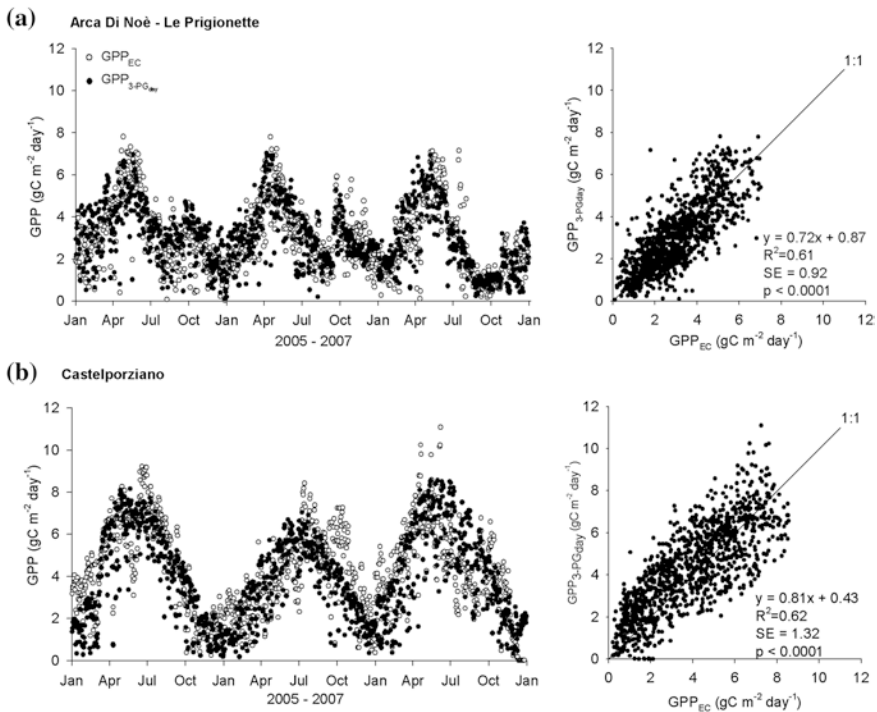 (a) Arca Di Noè - Le Prigionette
GPP (gC m⁻² day⁻¹)
12
10
8
6
4
2
0
GPP_EC
GPP_3-PGday
Jan Apr Jul Oct Jan Apr Jul Oct Jan Apr Jul Oct Jan
2005 - 2007
GPP_3-PGday (gC m⁻² day⁻¹)
12
10
8
6
4
2
0
1:1
y = 0.72x + 0.87
R²=0.61
SE = 0.92
p < 0.0001
0 2 4 6 8 10 12
GPP_EC (gC m⁻² day⁻¹)
(b) Castelporziano
GPP (gC m⁻² day⁻¹)
12
10
8
6
4
2
0
Jan Apr Jul Oct Jan Apr Jul Oct Jan Apr Jul Oct Jan
2005 - 2007
GPP3-PGday (gC m⁻² day⁻¹)
12
10
8
6
4
2
0
1:1
y = 0.81x + 0.43
R²=0.62
SE = 1.32
p < 0.0001
0 2 4 6 8 10 12
GPP_EC (gC m⁻² day⁻¹)